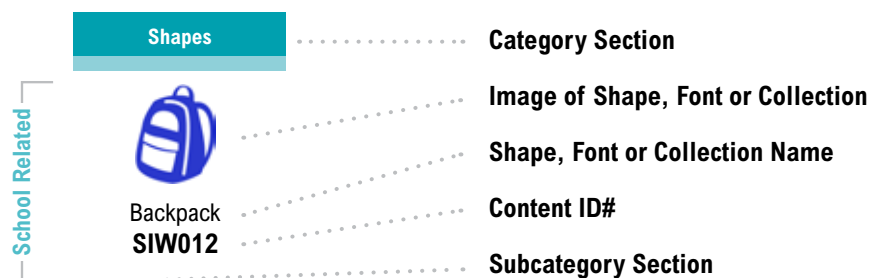 Shapes
Category Section
Image of Shape, Font or Collection
School Related
Shape, Font or Collection Name
Backpack
Content ID#
SIW012
Subcategory Section